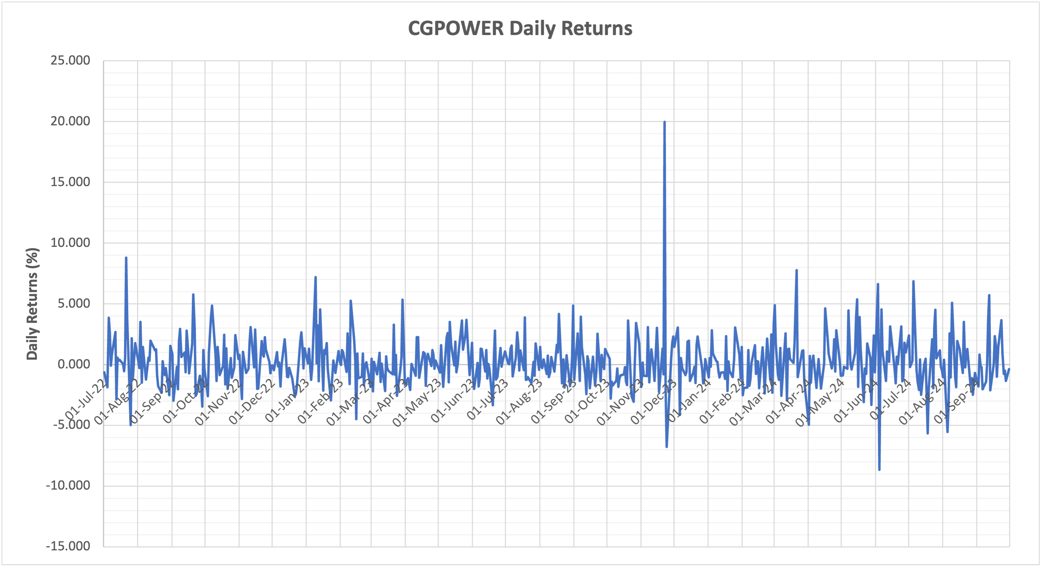 CGPOWER Daily Returns
Daily Returns (%)
25.000
20.000
15.000
10.000
5.000
0.000
-5.000
-10.000
-15.000
01-Jul-22
01-Aug-22
01-Sep-22
01-Oct-22
01-Nov-22
01-Dec-22
01-Jan-23
01-Feb-23
01-Mar-23
01-Apr-23
01-May-23
01-Jun-23
01-Jul-23
01-Aug-23
01-Sep-23
01-Oct-23
01-Nov-23
01-Dec-23
01-Jan-24
01-Feb-24
01-Mar-24
01-Apr-24
01-May-24
01-Jun-24
01-Jul-24
01-Aug-24
01-Sep-24